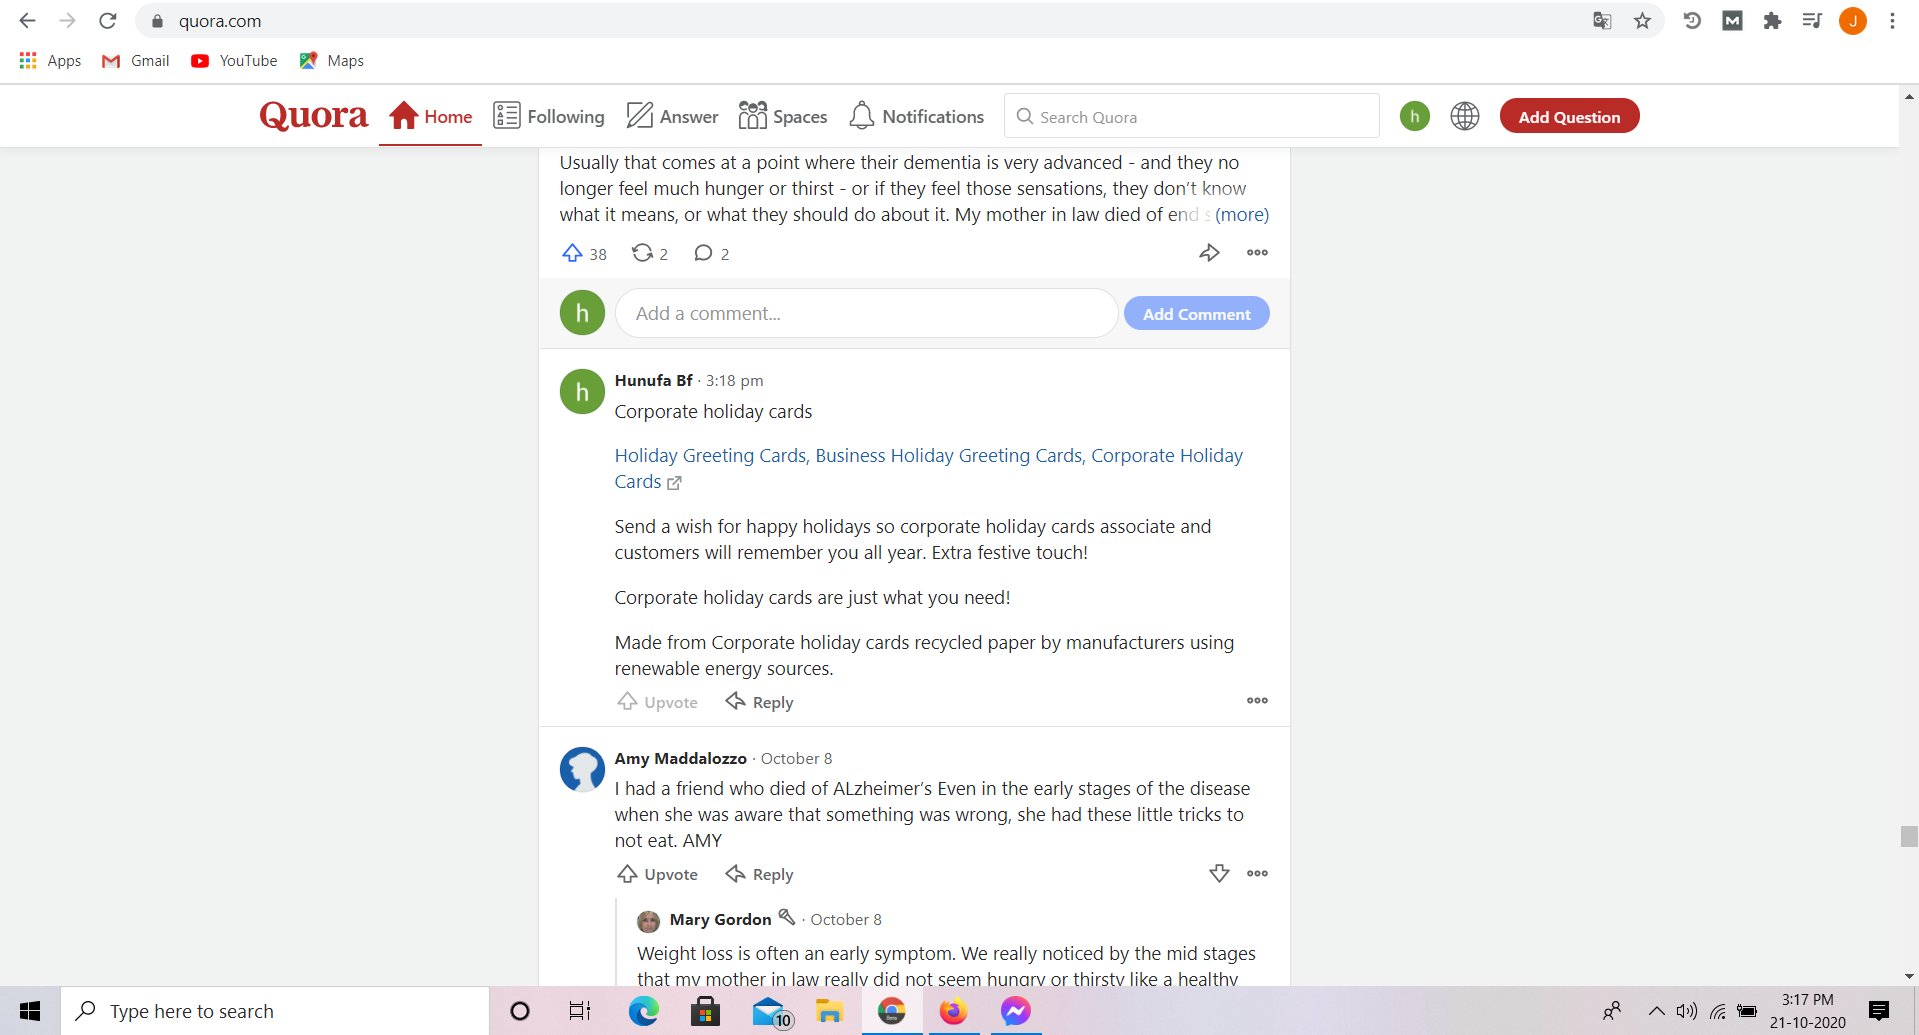 quora.com
J
Apps Gmail YouTube Maps
Quora Home Following Answer Spaces Notifications Search Quora h Add Question
Usually that comes at a point where their dementia is very advanced - and they no
longer feel much hunger or thirst - or if they feel those sensations, they don’t know
what it means, or what they should do about it. My mother in law died of end (more)
38 2 2
h Add a comment... Add Comment
h Hunufa Bf · 3:18 pm
Corporate holiday cards
Holiday Greeting Cards, Business Holiday Greeting Cards, Corporate Holiday
Cards
Send a wish for happy holidays so corporate holiday cards associate and
customers will remember you all year. Extra festive touch!
Corporate holiday cards are just what you need!
Made from Corporate holiday cards recycled paper by manufacturers using
renewable energy sources.
Upvote Reply
Amy Maddalozzo · October 8
I had a friend who died of ALzheimer’s Even in the early stages of the disease
when she was aware that something was wrong, she had these little tricks to
not eat. AMY
Upvote Reply
Mary Gordon · October 8
Weight loss is often an early symptom. We really noticed by the mid stages
that my mother in law really did not seem hungry or thirsty like a healthy
Type here to search
10
Beta
3:17 PM
21-10-2020